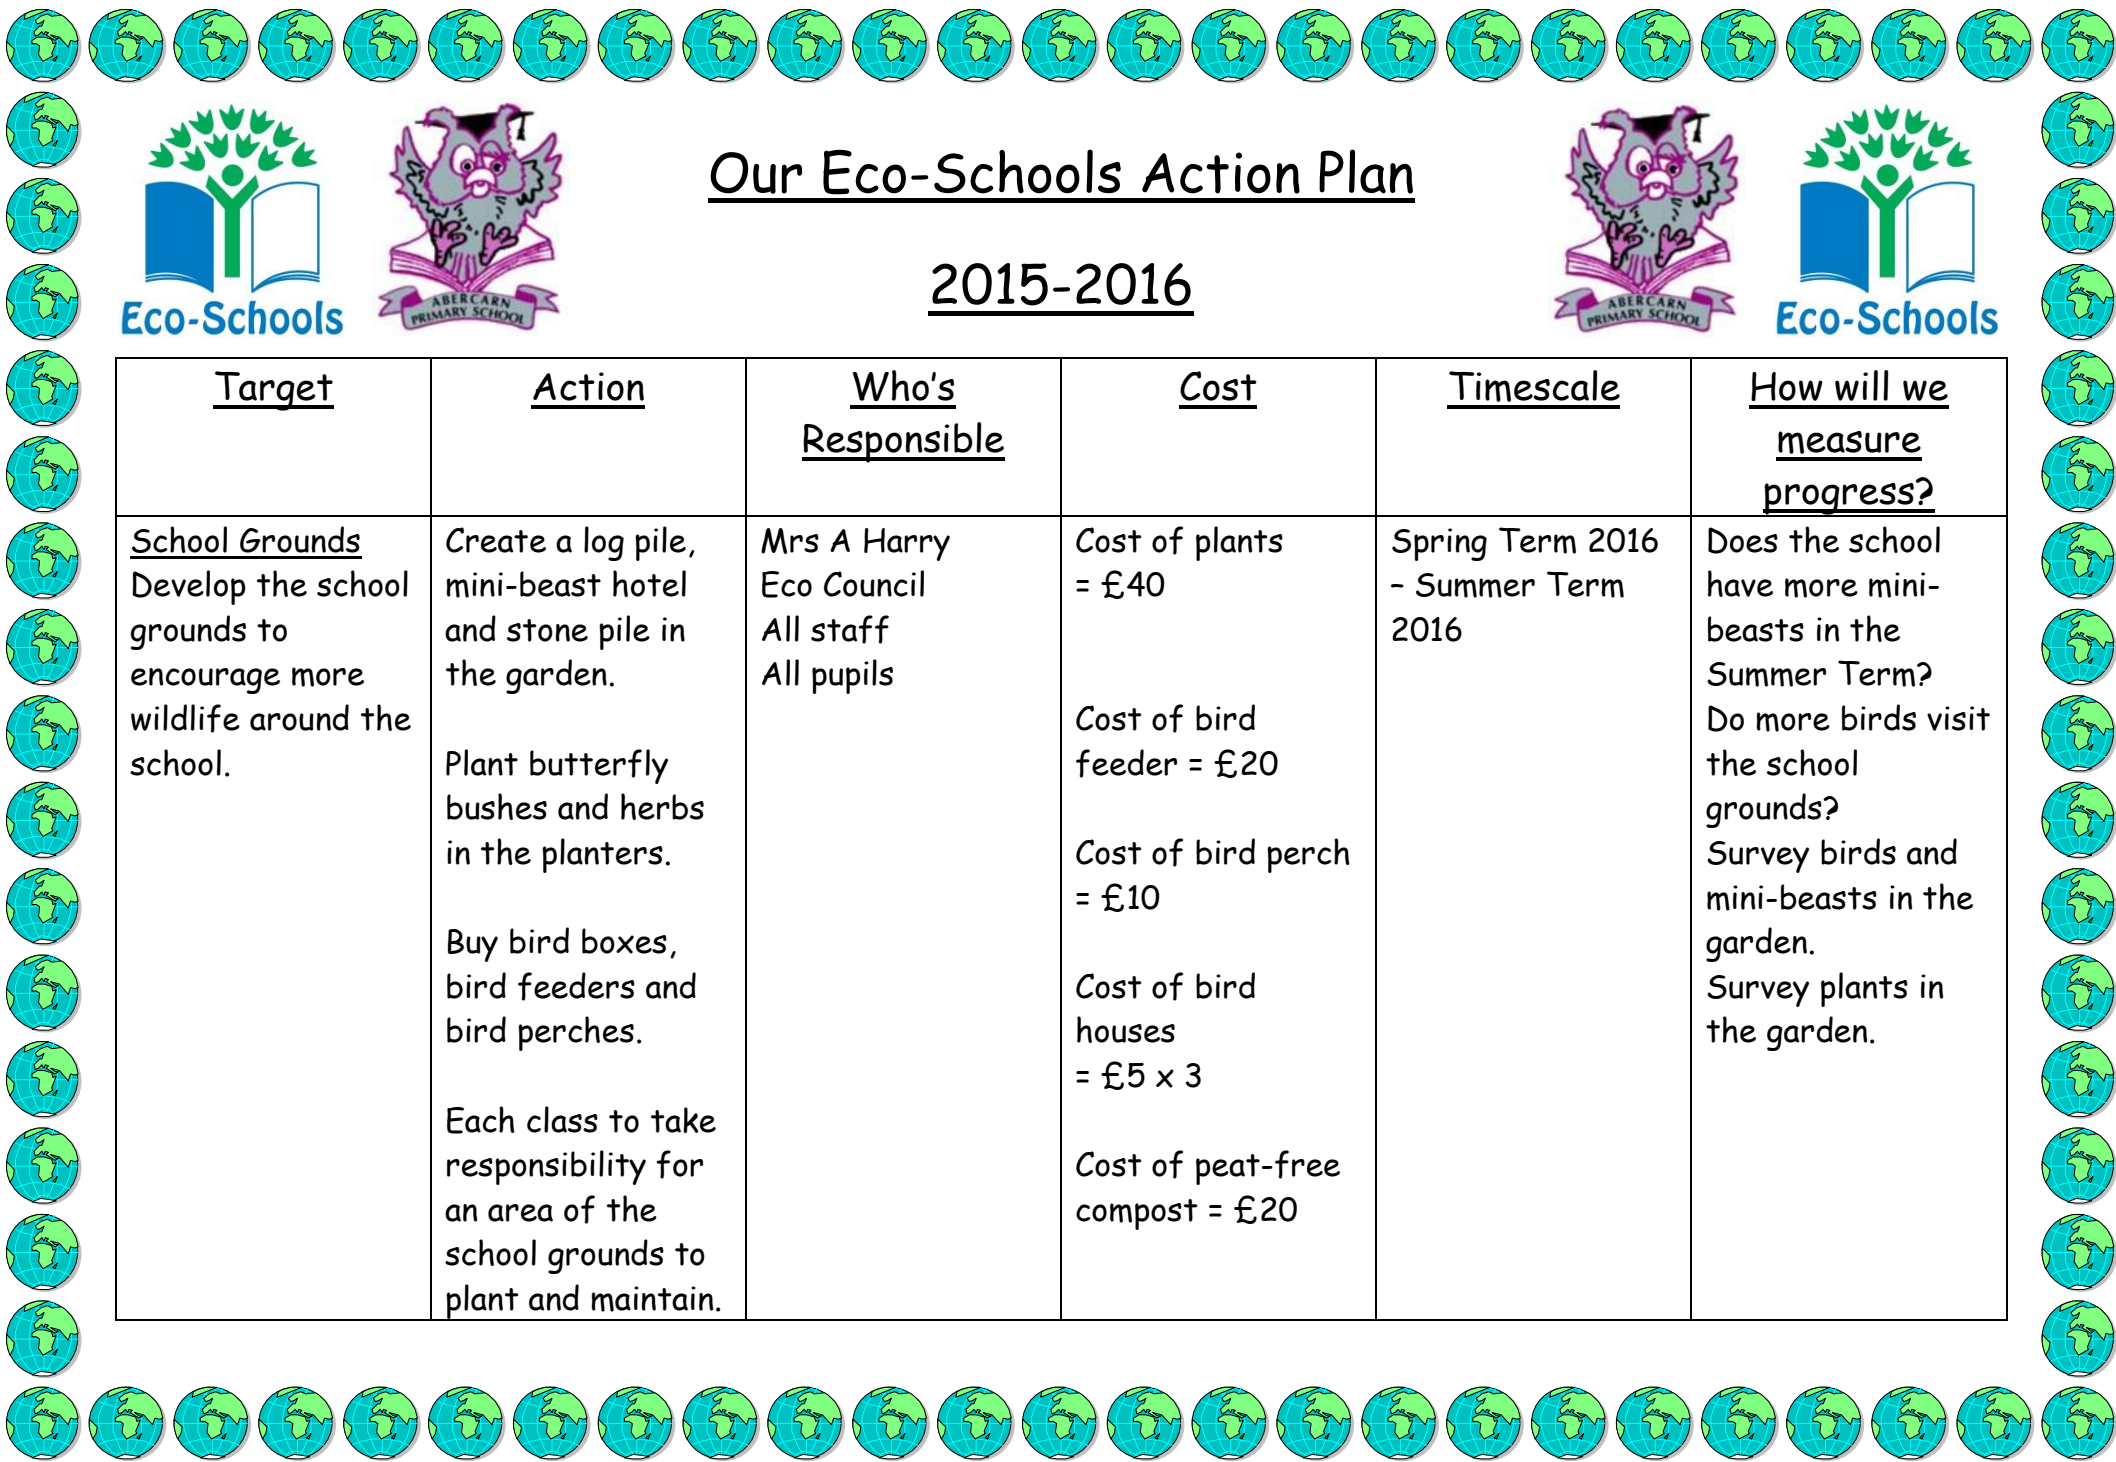 Our Eco-Schools Action Plan
2015-2016
Eco-Schools
ABERCARN
PRIMARY SCHOOL
ABERCARN
PRIMARY SCHOOL
Eco-Schools
Target
Action
Who's
Responsible
Cost
Timescale
How will we
measure
progress?
School Grounds
Develop the school
grounds to
encourage more
wildlife around the
school.
Create a log pile,
mini-beast hotel
and stone pile in
the garden.
Plant butterfly
bushes and herbs
in the planters.
Buy bird boxes,
bird feeders and
bird perches.
Each class to take
responsibility for
an area of the
school grounds to
plant and maintain.
Mrs A Harry
Eco Council
All staff
All pupils
Cost of plants
= £40
Cost of bird
feeder = £20
Cost of bird perch
= £10
Cost of bird
houses
= £5 x 3
Cost of peat-free
compost = £20
Spring Term 2016
– Summer Term
2016
Does the school
have more mini-
beasts in the
Summer Term?
Do more birds visit
the school
grounds?
Survey birds and
mini-beasts in the
garden.
Survey plants in
the garden.